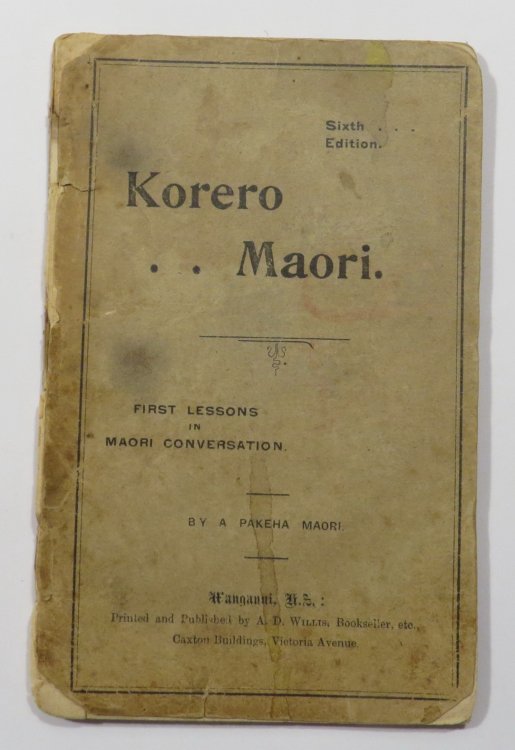 Sixth . . .
Edition.
Korero
. . Maori.
FIRST LESSONS
IN
MAORI CONVERSATION.
BY A PAKEHA MAORI.
Wanganui, N.Z. :
Printed and Published by A. D. WILLIS, Bookseller, etc.,
Caxton Buildings, Victoria Avenue.